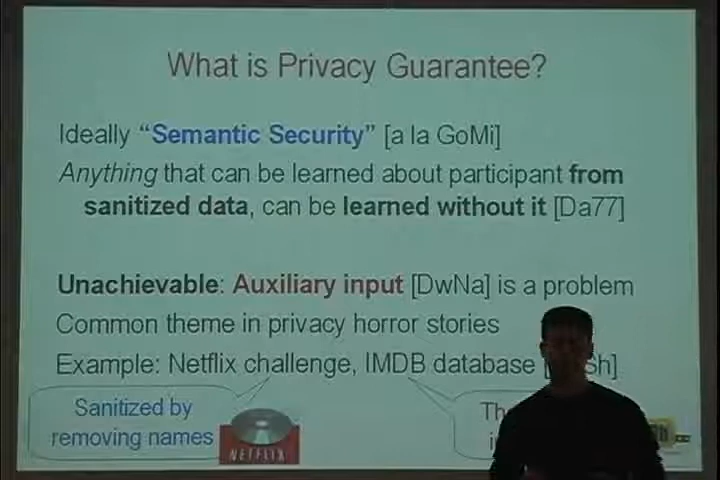 What is Privacy Guarantee?
Ideally “Semantic Security” [a la GoMi]
Anything that can be learned about participant from
sanitized data, can be learned without it [Da77]
Unachievable: Auxiliary input [DwNa] is a problem
Common theme in privacy horror stories
Example: Netflix challenge, IMDB database
Sanitized by
removing names
NETFLIX